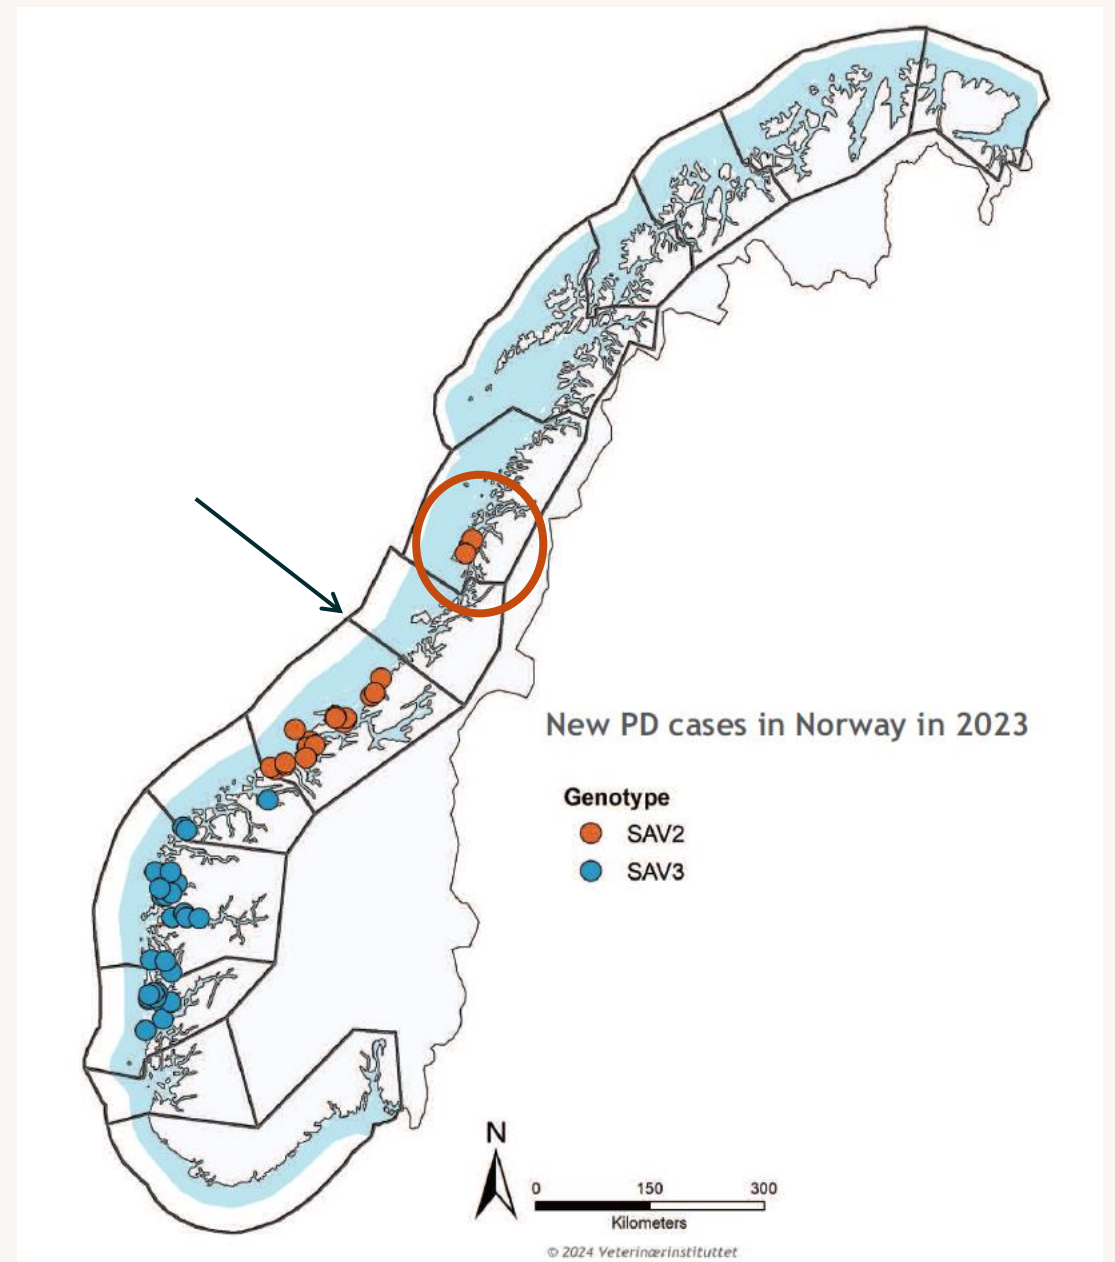 New PD cases in Norway in 2023
Genotype
SAV2
SAV3
N
0 150 300
Kilometers
© 2024 Veterinærinstituttet